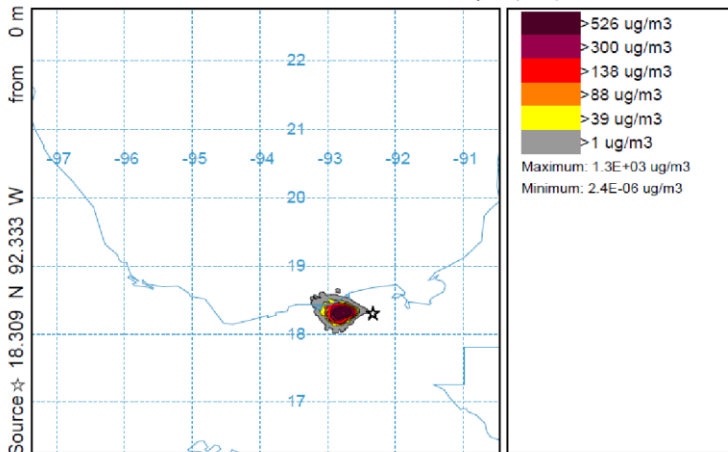 Source ☆ 18.309 N 92.333 W from 0 m
22
21
-97 -96 -95 -94 -93 -92 -91
20
19
18
17
>526 ug/m3
>300 ug/m3
>138 ug/m3
>88 ug/m3
>39 ug/m3
>1 ug/m3
Maximum: 1.3E+03 ug/m3
Minimum: 2.4E-06 ug/m3